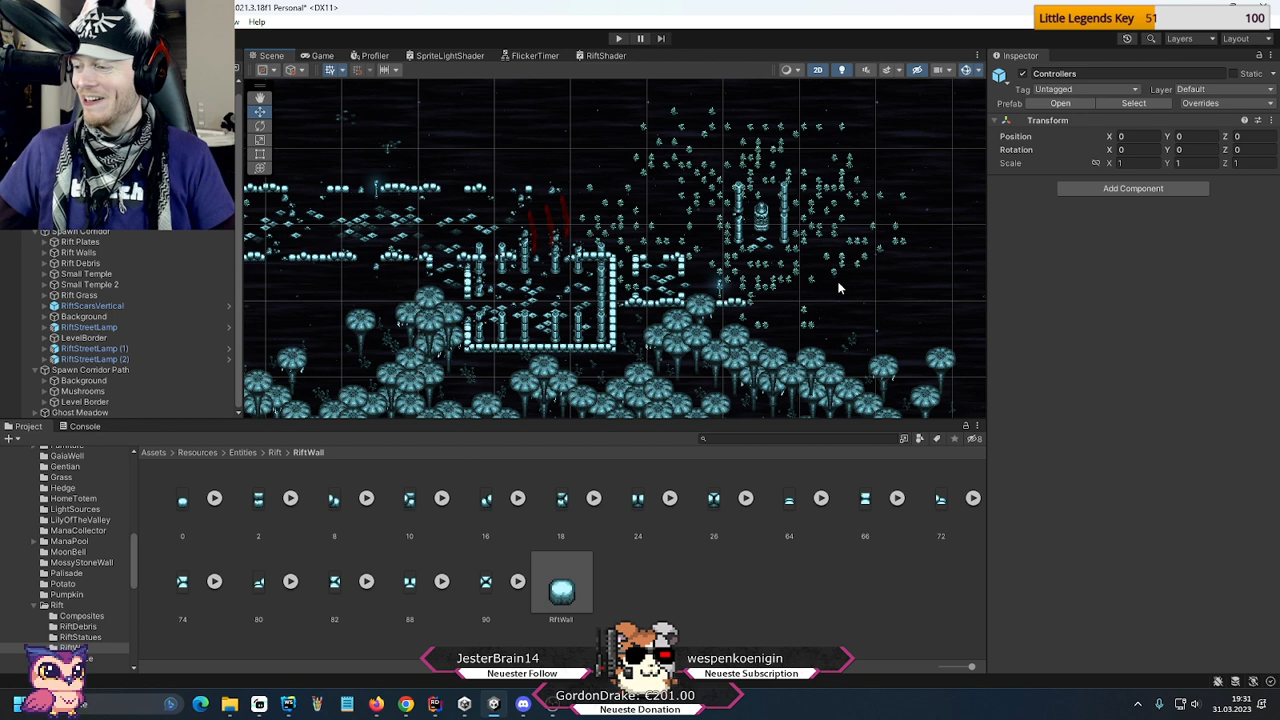 021.3.18f1 Personal* <DX11>
Little Legends Key 51 100
w Help
Layers Layout
Scene Game Profiler SpriteLightShader FlickerTimer RiftShader
2D
Inspector
Controllers Static
Tag Untagged Layer Default
Prefab Open Select Overrides
Transform
Position X 0 Y 0 Z 0
Rotation X 0 Y 0 Z 0
Scale X 1 Y 1 Z 1
Add Component
Spawn Corridor
Rift Plates
Rift Walls
Rift Debris
Small Temple
Small Temple 2
Rift Grass
RiftScarsVertical
Background
RiftStreetLamp
LevelBorder
RiftStreetLamp (1)
RiftStreetLamp (2)
Spawn Corridor Path
Background
Mushrooms
Level Border
Ghost Meadow
Project Console
8
Assets > Resources > Entities > Rift > RiftWall
Furniture
GaiaWell
Gentian
Grass
Hedge
HomeTotem
LightSources
LilyOfTheValley
ManaCollector
ManaPool
MoonBell
MossyStoneWall
Palisade
Potato
Pumpkin
Rift
Composites
RiftDebris
RiftStatues
RiftW
0 2 8 10 16 18 24 26 64 66 72
74 80 82 88 90 RiftWall
JesterBrain14
Neuester Follow
wespenkoenigin
Neueste Subscription
GordonDrake: €201.00
Neueste Donation
19:31
31.03.2023